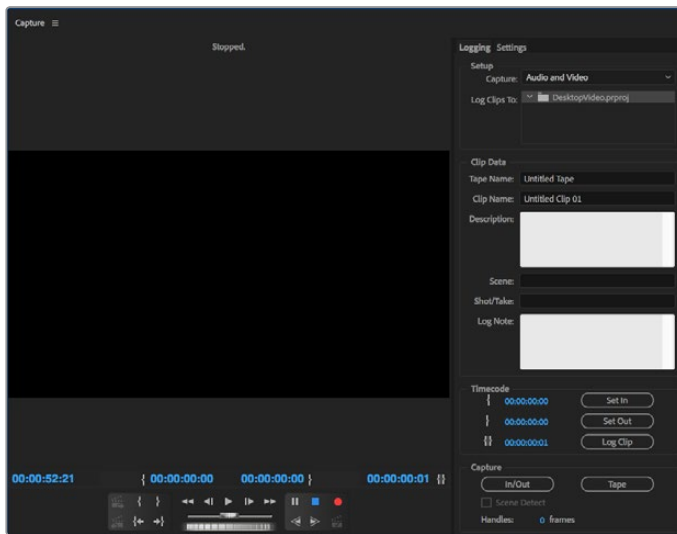 Capture
Stopped.
Logging Settings
Setup
Capture: Audio and Video
Log Clips To: DesktopVideo.prproj
Clip Data
Tape Name: Untitled Tape
Clip Name: Untitled Clip 01
Description:
Scene:
Shot/Take:
Log Note:
Timecode
{ 00:00:00:00 Set In
} 00:00:00:00 Set Out
{} 00:00:00:01 Log Clip
Capture
In/Out Tape
Scene Detect
Handles: 0 frames
00:00:52:21 { 00:00:00:00 00:00:00:00 } 00:00:00:01 {}